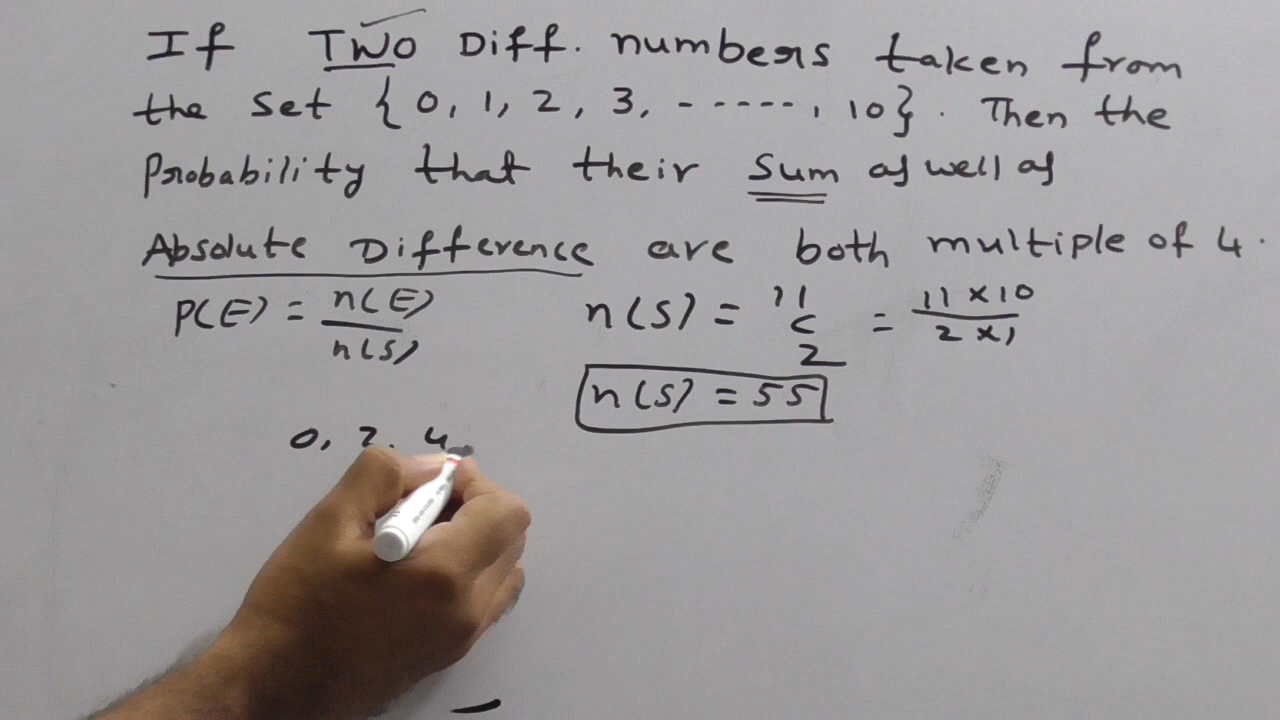 If TWO Diff. numbers taken from
the set {0, 1, 2, 3, ------, 10}. Then the
Probability that their Sum as well as
Absolute Difference are both multiple of 4.
P(E) = n(E)/n(S) n(S) = 11C2 = 11×10/2×1
n(S) = 55
0, 2, 4